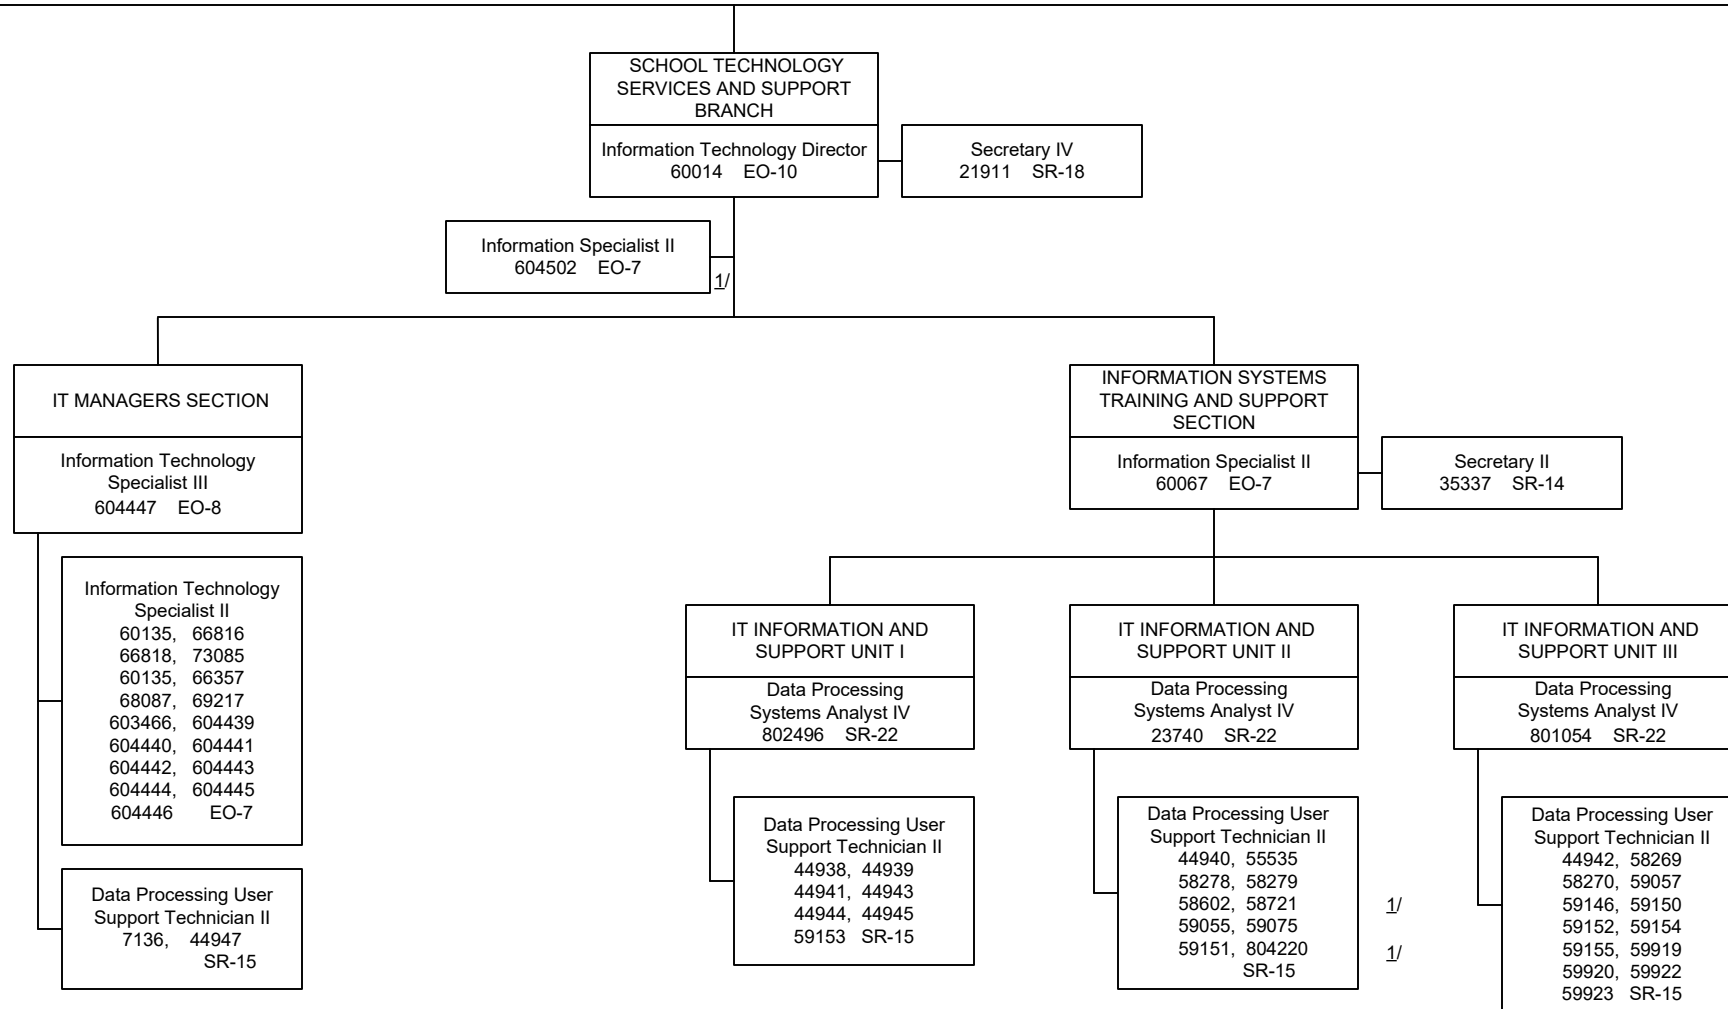 SCHOOL TECHNOLOGY
SERVICES AND SUPPORT
BRANCH
Information Technology Director
60014 EO-10
Secretary IV
21911 SR-18
Information Specialist II
604502 EO-7
1/
IT MANAGERS SECTION
Information Technology
Specialist III
604447 EO-8
Information Technology
Specialist II
60135, 66816
66818, 73085
60135, 66357
68087, 69217
603466, 604439
604440, 604441
604442, 604443
604444, 604445
604446 EO-7
Data Processing User
Support Technician II
7136, 44947
SR-15
INFORMATION SYSTEMS
TRAINING AND SUPPORT
SECTION
Information Specialist II
60067 EO-7
Secretary II
35337 SR-14
IT INFORMATION AND
SUPPORT UNIT I
Data Processing
Systems Analyst IV
802496 SR-22
Data Processing User
Support Technician II
44938, 44939
44941, 44943
44944, 44945
59153 SR-15
IT INFORMATION AND
SUPPORT UNIT II
Data Processing
Systems Analyst IV
23740 SR-22
Data Processing User
Support Technician II
44940, 55535
58278, 58279
58602, 58721
59055, 59075
59151, 804220
SR-15
1/
1/
IT INFORMATION AND
SUPPORT UNIT III
Data Processing
Systems Analyst IV
801054 SR-22
Data Processing User
Support Technician II
44942, 58269
58270, 59057
59146, 59150
59152, 59154
59155, 59919
59920, 59922
59923 SR-15